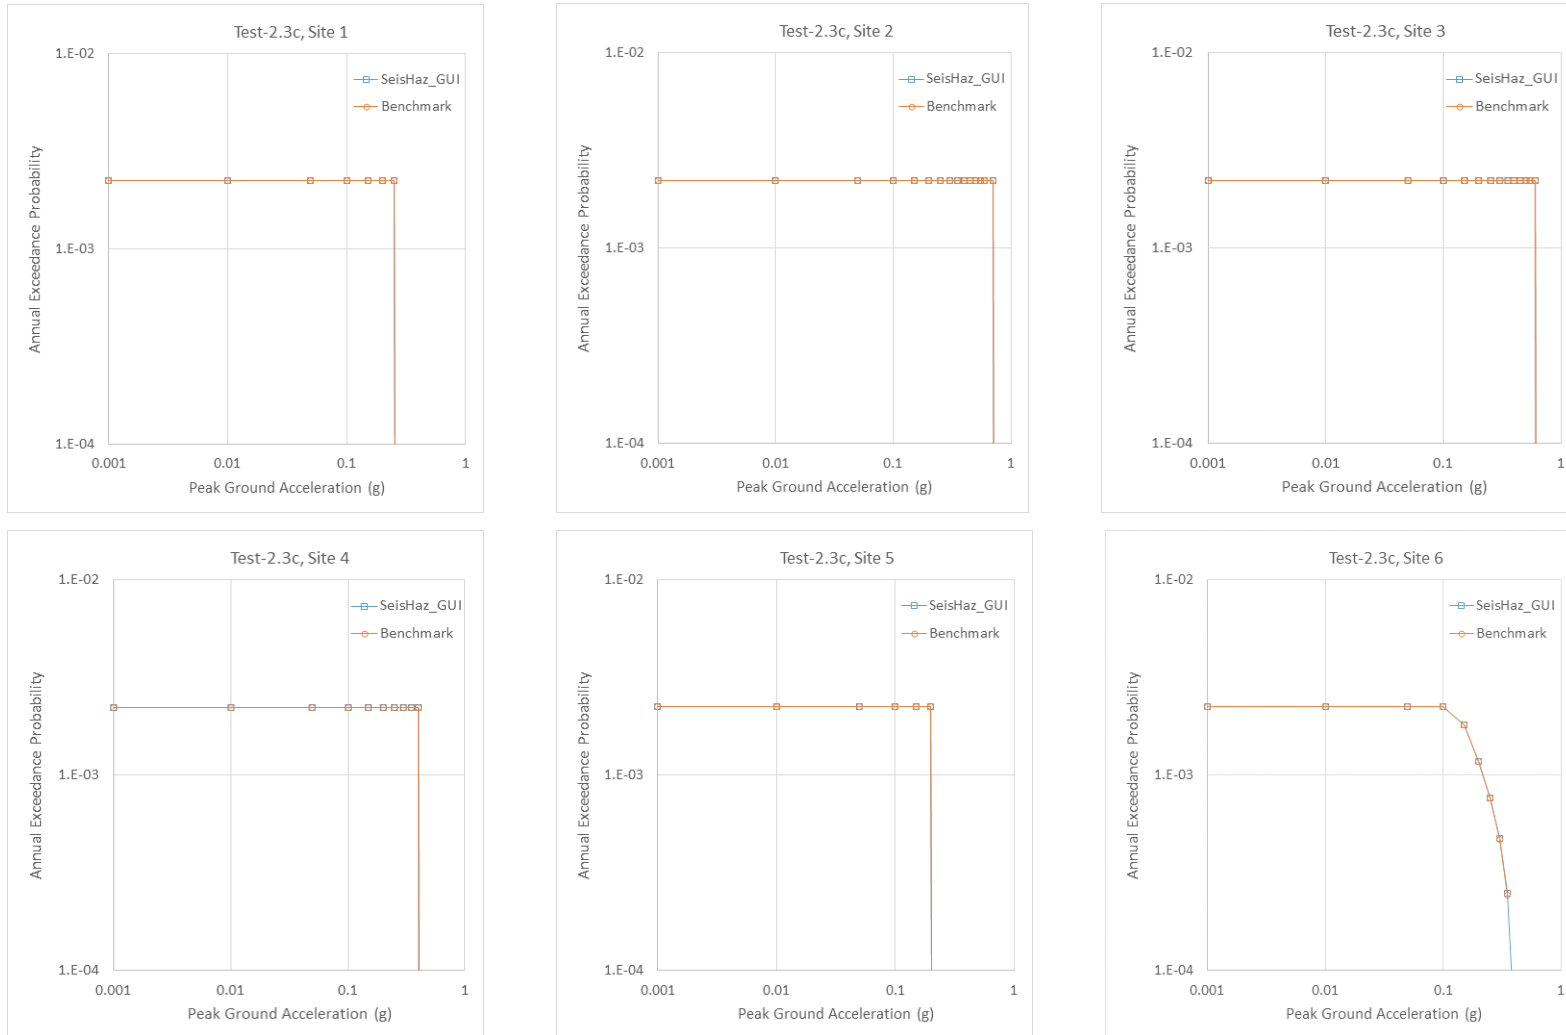 Test-2.3c, Site 1
1.E-02
SeisHaz_GUI
Benchmark
1.E-03
1.E-04
Annual Exceedance Probability
0.001
0.01
0.1
1
Peak Ground Acceleration (g)
Test-2.3c, Site 2
1.E-02
SeisHaz_GUI
Benchmark
1.E-03
1.E-04
Annual Exceedance Probability
0.001
0.01
0.1
1
Peak Ground Acceleration (g)
Test-2.3c, Site 3
1.E-02
SeisHaz_GUI
Benchmark
1.E-03
1.E-04
Annual Exceedance Probability
0.001
0.01
0.1
1
Peak Ground Acceleration (g)
Test-2.3c, Site 4
1.E-02
SeisHaz_GUI
Benchmark
1.E-03
1.E-04
Annual Exceedance Probability
0.001
0.01
0.1
1
Peak Ground Acceleration (g)
Test-2.3c, Site 5
1.E-02
SeisHaz_GUI
Benchmark
1.E-03
1.E-04
Annual Exceedance Probability
0.001
0.01
0.1
1
Peak Ground Acceleration (g)
Test-2.3c, Site 6
1.E-02
SeisHaz_GUI
Benchmark
1.E-03
1.E-04
Annual Exceedance Probability
0.001
0.01
0.1
1
Peak Ground Acceleration (g)